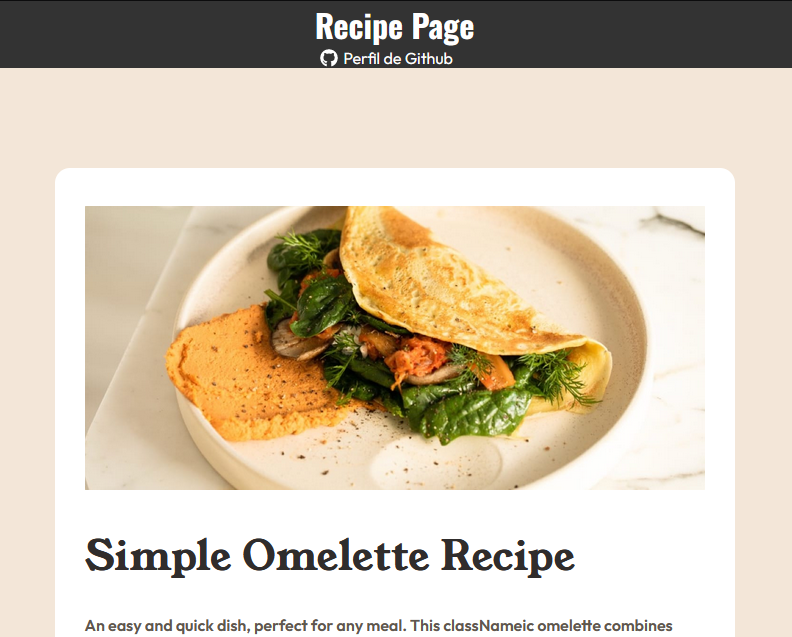 Recipe Page
Perfil de Github
Simple Omelette Recipe
An easy and quick dish, perfect for any meal. This classNameic omelette combines